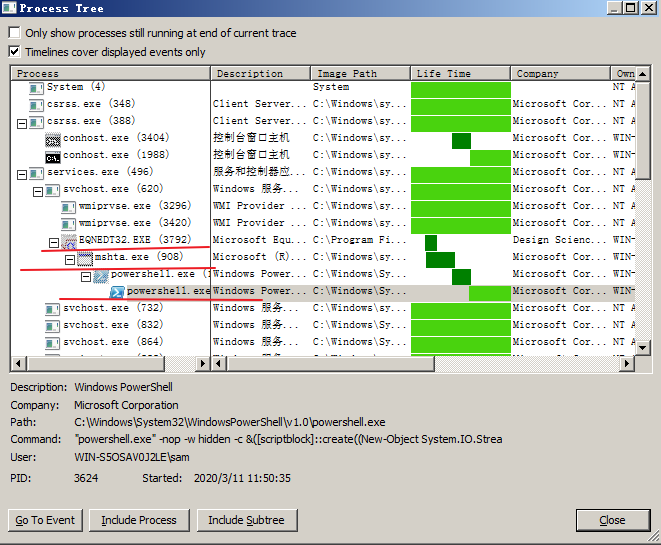 Process Tree
Only show processes still running at end of current trace
Timelines cover displayed events only
Process Description Image Path Life Time Company Own
System (4) System NT A
csrss.exe (348) Client Server... C:\Windows\sy... Microsoft Cor... NT A
csrss.exe (388) Client Server... C:\Windows\sy... Microsoft Cor... NT A
conhost.exe (3404) 控制台窗口主机 C:\Windows\sy... Microsoft Cor... WIN-
conhost.exe (1988) 控制台窗口主机 C:\Windows\sy... Microsoft Cor... WIN-
services.exe (496) 服务和控制器应... C:\Windows\sy... Microsoft Cor... NT A
svchost.exe (620) Windows 服务... C:\Windows\sy... Microsoft Cor... NT A
wmiprvse.exe (3296) WMI Provider ... C:\Windows\sy... Microsoft Cor... NT A
wmiprvse.exe (3420) WMI Provider ... C:\Windows\sy... Microsoft Cor... NT A
EQNEDT32.EXE (3792) Microsoft Equ... C:\Program Fi... Design Scienc... WIN-
mshta.exe (908) Microsoft (R)... C:\Windows\sy... Microsoft Cor... WIN-
powershell.exe ( Windows Power... C:\Windows\Sy... Microsoft Cor... WIN-
powershell.exe Windows Power... C:\Windows\Sy... Microsoft Cor... WIN-
svchost.exe (732) Windows 服务... C:\Windows\sy... Microsoft Cor... NT A
svchost.exe (832) Windows 服务... C:\Windows\Sy... Microsoft Cor... NT A
svchost.exe (864) Windows 服务... C:\Windows\sy... Microsoft Cor... NT A
Description: Windows PowerShell
Company: Microsoft Corporation
Path: C:\Windows\System32\WindowsPowerShell\v1.0\powershell.exe
Command: "powershell.exe" -nop -w hidden -c &([scriptblock]::create((New-Object System.IO.Strea
User: WIN-S5OSAV0J2LE\sam
PID: 3624 Started: 2020/3/11 11:50:35
Go To Event Include Process Include Subtree Close